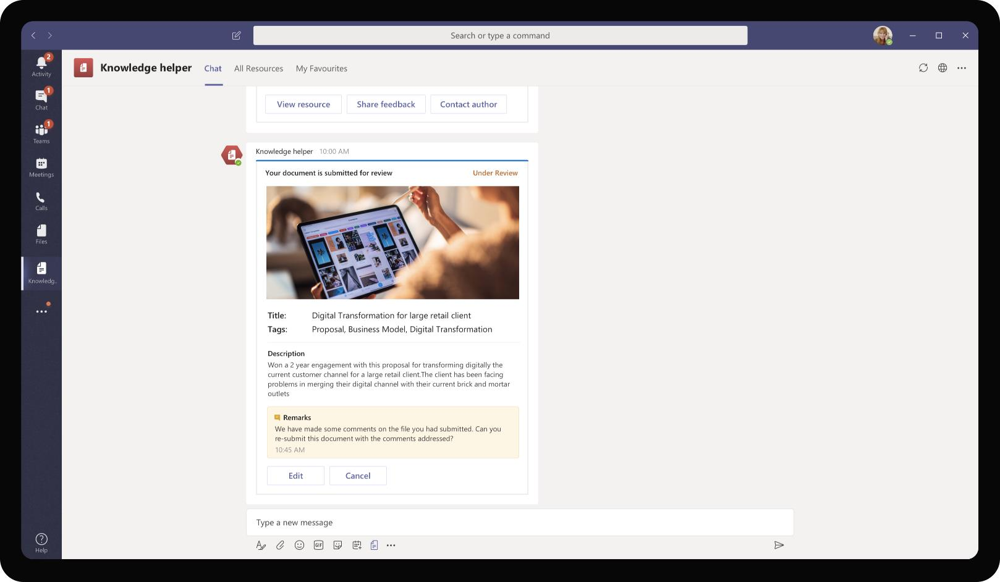 Search or type a command
2
Activity
1
Chat
1
Teams
Meetings
Calls
Files
Knowledg..
Help
Knowledge helper
Chat
All Resources
My Favourites
View resource
Share feedback
Contact author
Knowledge helper 10:00 AM
Your document is submitted for review
Under Review
Title: Digital Transformation for large retail client
Tags: Proposal, Business Model, Digital Transformation
Description
Won a 2 year engagement with this proposal for transforming digitally the
current customer channel for a large retail client.The client has been facing
problems in merging their digital channel with their current brick and mortar
outlets
Remarks
We have made some comments on the file you had submitted. Can you
re-submit this document with the comments addressed?
10:45 AM
Edit
Cancel
Type a new message
GIF